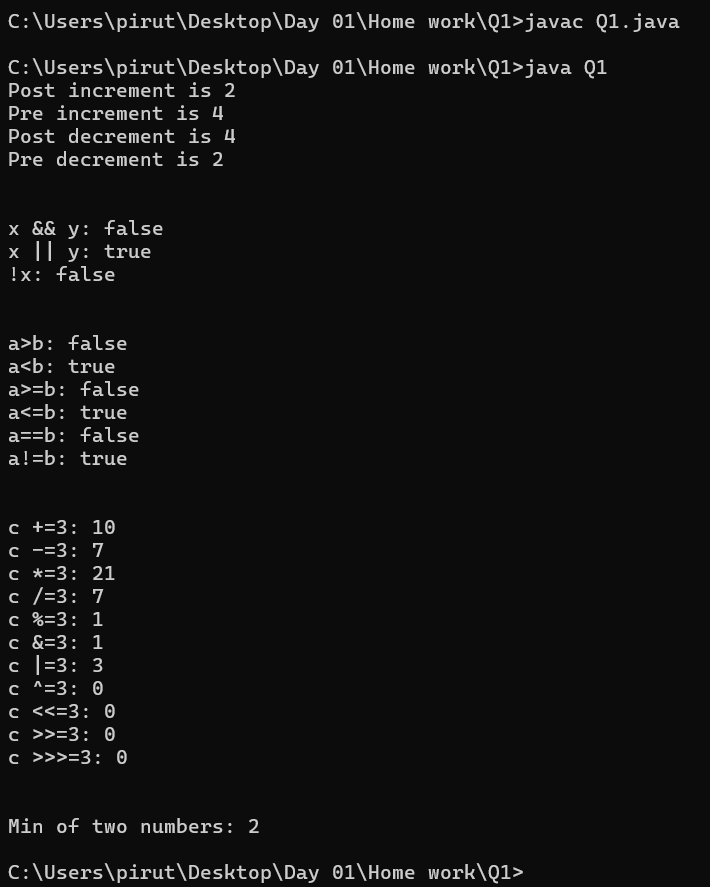 C:\Users\pirut\Desktop\Day 01\Home work\Q1>javac Q1.java
C:\Users\pirut\Desktop\Day 01\Home work\Q1>java Q1
Post increment is 2
Pre increment is 4
Post decrement is 4
Pre decrement is 2
x && y: false
x || y: true
!x: false
a>b: false
a<b: true
a>=b: false
a<=b: true
a==b: false
a!=b: true
c +=3: 10
c -=3: 7
c *=3: 21
c /=3: 7
c %=3: 1
c &=3: 1
c |=3: 3
c ^=3: 0
c <<=3: 0
c >>=3: 0
c >>>=3: 0
Min of two numbers: 2
C:\Users\pirut\Desktop\Day 01\Home work\Q1>